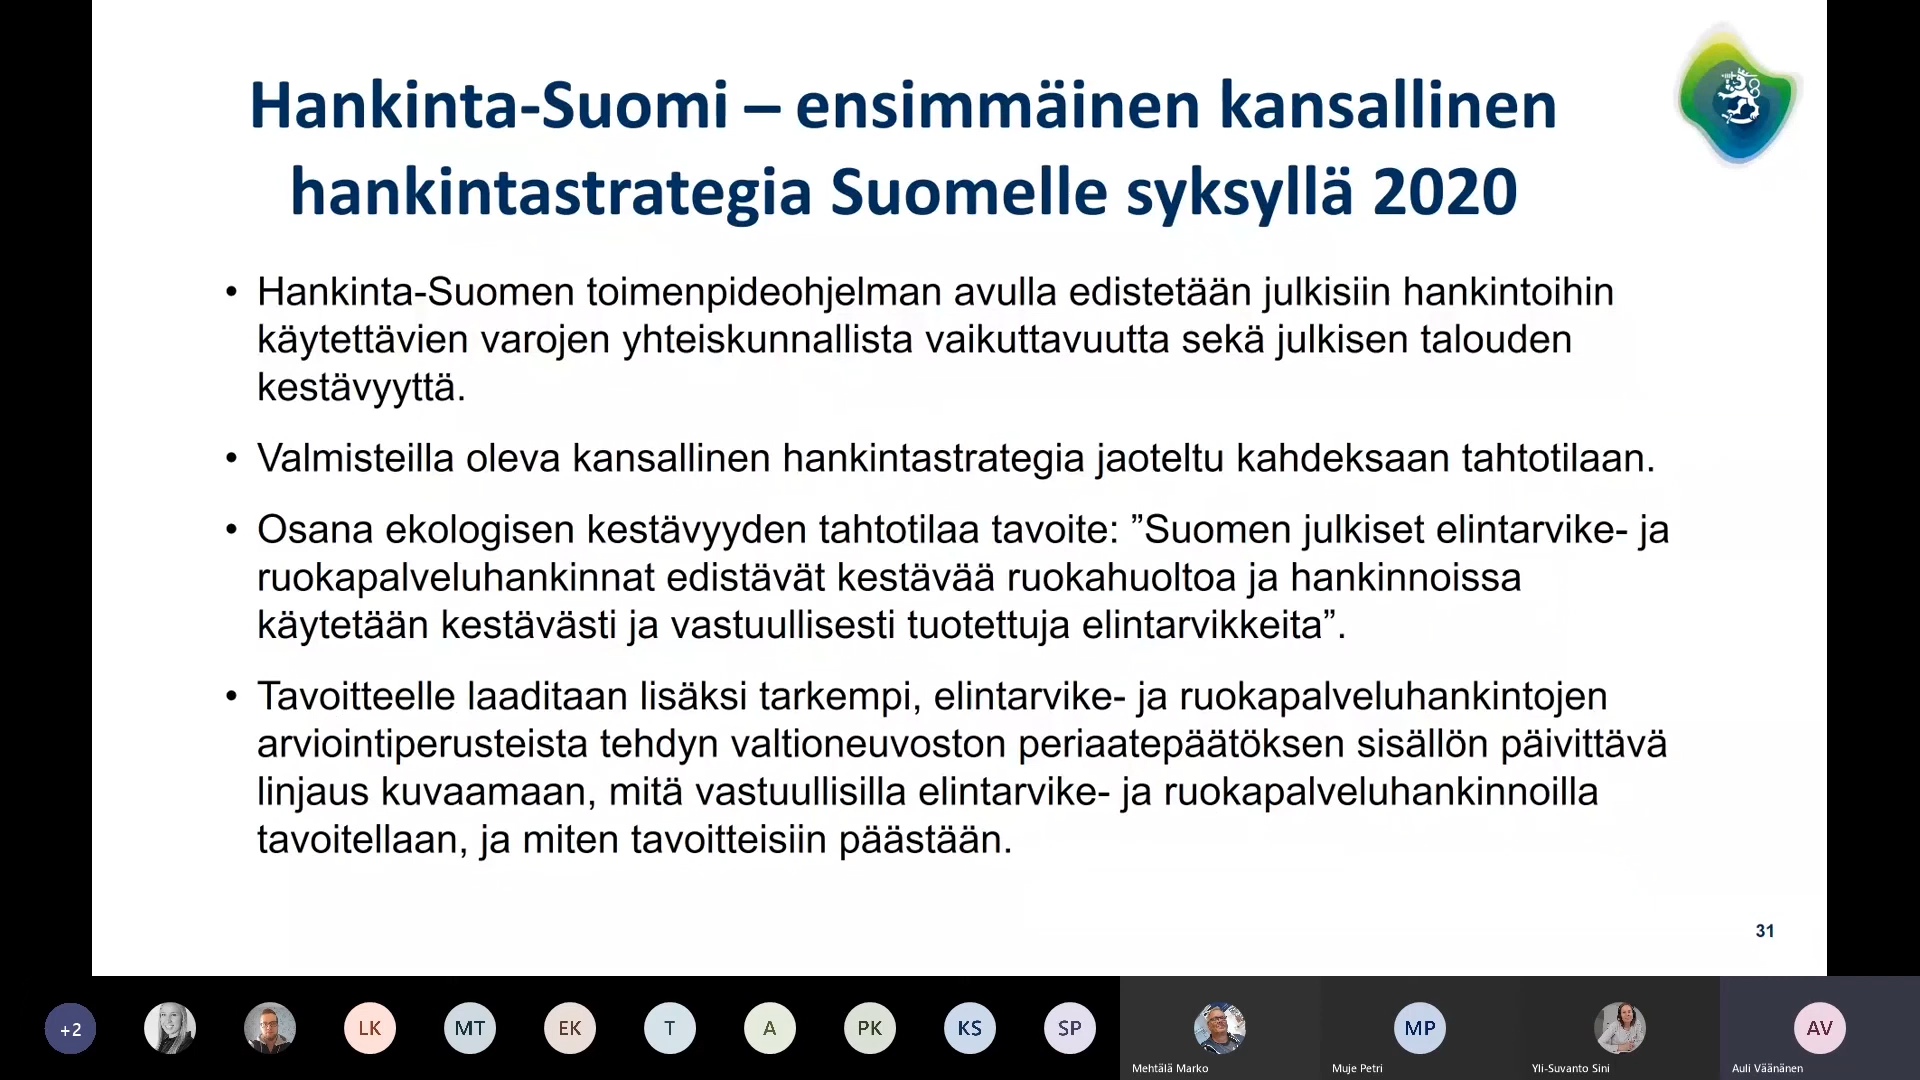 Hankinta-Suomi – ensimmäinen kansallinen
hankintastrategia Suomelle syksyllä 2020
• Hankinta-Suomen toimenpideohjelman avulla edistetään julkisiin hankintoihin
käytettävien varojen yhteiskunnallista vaikuttavuutta sekä julkisen talouden
kestävyyttä.
• Valmisteilla oleva kansallinen hankintastrategia jaoteltu kahdeksaan tahtotilaan.
• Osana ekologisen kestävyyden tahtotilaa tavoite: ”Suomen julkiset elintarvike- ja
ruokapalveluhankinnat edistävät kestävää ruokahuoltoa ja hankinnoissa
käytetään kestävästi ja vastuullisesti tuotettuja elintarvikkeita”.
• Tavoitteelle laaditaan lisäksi tarkempi, elintarvike- ja ruokapalveluhankintojen
arviointiperusteista tehdyn valtioneuvoston periaatepäätöksen sisällön päivittävä
linjaus kuvaamaan, mitä vastuullisilla elintarvike- ja ruokapalveluhankinnoilla
tavoitellaan, ja miten tavoitteisiin päästään.
31
+2 LK MT EK T A PK KS SP MP AV
Mehtälä Marko Muje Petri Yli-Suvanto Sini Auli Väänänen